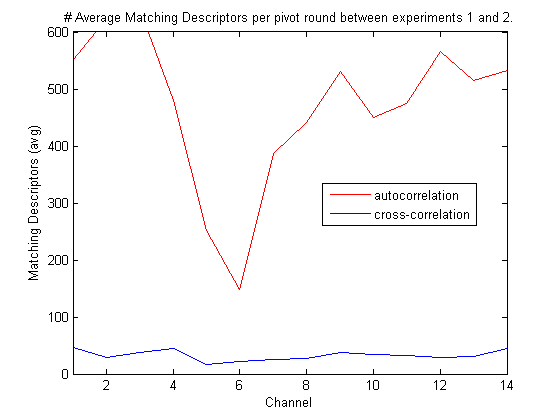 # Average Matching Descriptors per pivot round between experiments 1 and 2.
600
500
400
300
200
100
0
Matching Descriptors (avg)
autocorrelation
cross-correlation
2 4 6 8 10 12 14
Channel